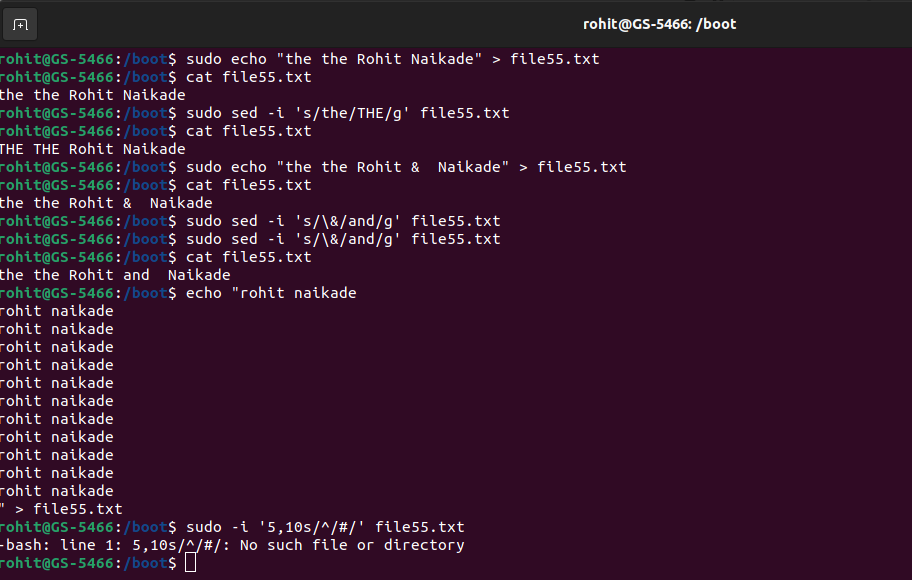 rohit@GS-5466: /boot
rohit@GS-5466:/boot$ sudo echo "the the Rohit Naikade" > file55.txt
rohit@GS-5466:/boot$ cat file55.txt
the the Rohit Naikade
rohit@GS-5466:/boot$ sudo sed -i 's/the/THE/g' file55.txt
rohit@GS-5466:/boot$ cat file55.txt
THE THE Rohit Naikade
rohit@GS-5466:/boot$ sudo echo "the the Rohit &  Naikade" > file55.txt
rohit@GS-5466:/boot$ cat file55.txt
the the Rohit &  Naikade
rohit@GS-5466:/boot$ sudo sed -i 's/\&/and/g' file55.txt
rohit@GS-5466:/boot$ sudo sed -i 's/\&/and/g' file55.txt
rohit@GS-5466:/boot$ cat file55.txt
the the Rohit and  Naikade
rohit@GS-5466:/boot$ echo "rohit naikade
rohit naikade
rohit naikade
rohit naikade
rohit naikade
rohit naikade
rohit naikade
rohit naikade
rohit naikade
rohit naikade
rohit naikade
rohit naikade
" > file55.txt
rohit@GS-5466:/boot$ sudo -i '5,10s/^/#/' file55.txt
-bash: line 1: 5,10s/^/#/: No such file or directory
rohit@GS-5466:/boot$